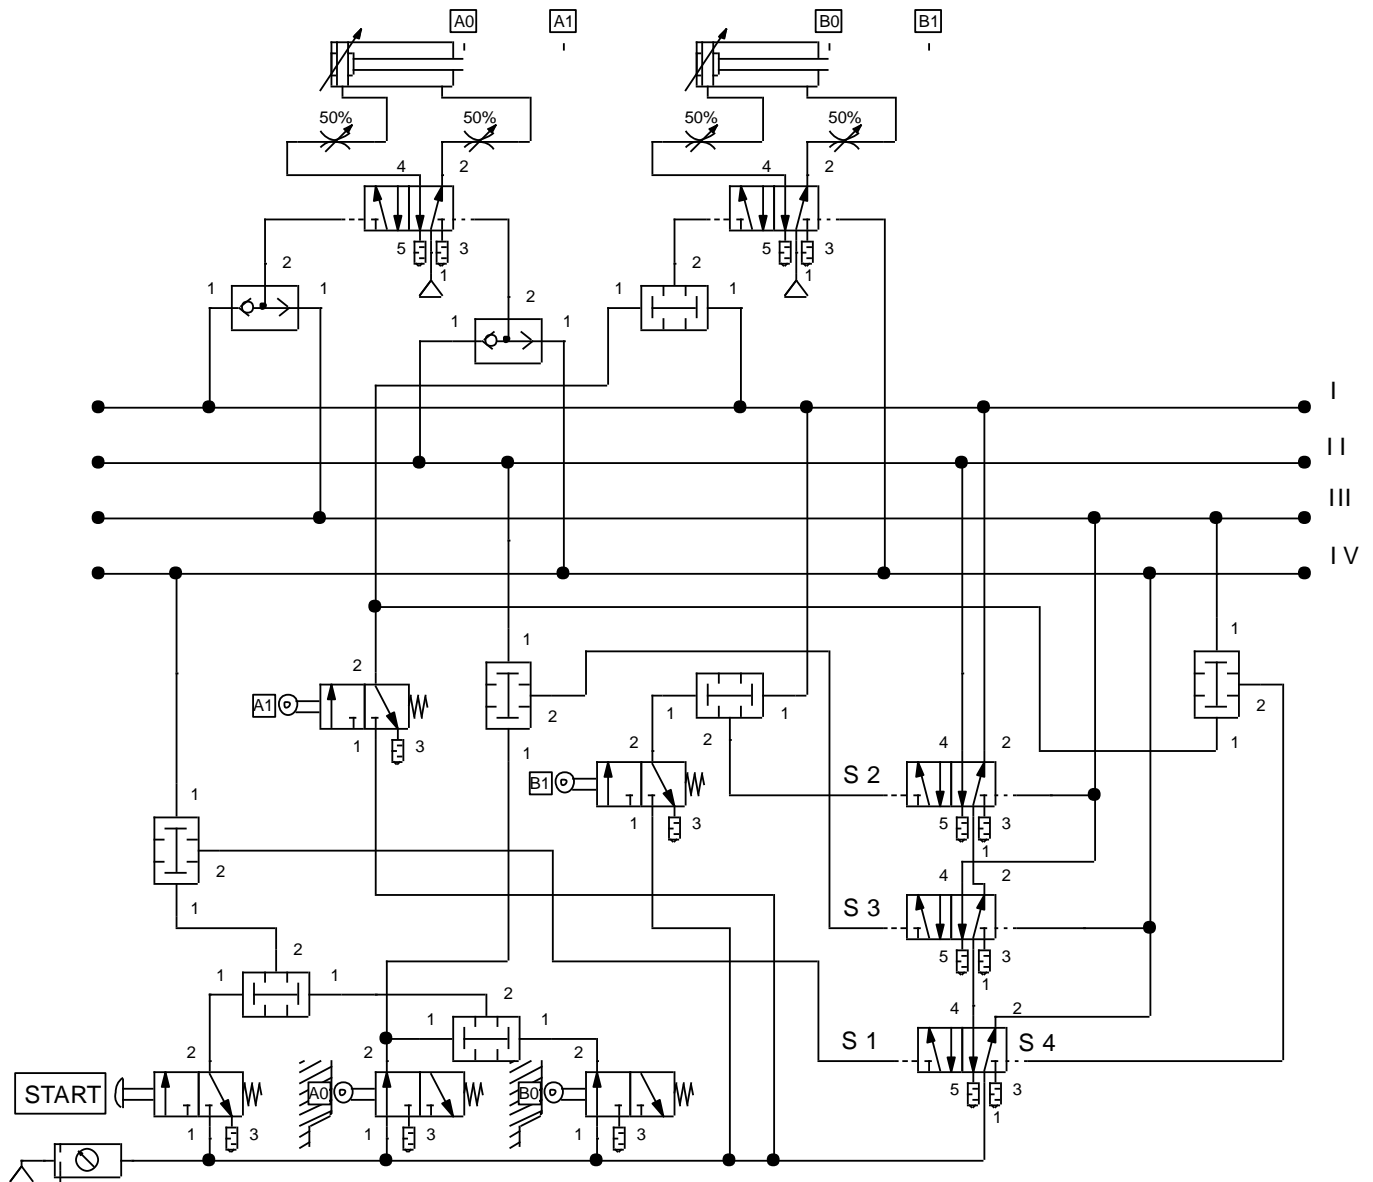 A0 A1 B0 B1
50% 50% 50% 50%
4 2 4 2
5 3 5 3
1 1
2 2
1 1 1 1
2
1 1
I
II
III
IV
1 1
2
A1 2 2
1 3 1 1 1
2
1
2 4 2
B1 S 2
1 3 5 3
1 1
2 4 2
1 S 3
2 5 3
1 1 1
2 4 2
1 1
2 2 2 S 1 S 4
START A0 B0 5 3
1 3 1 3 1 3 1